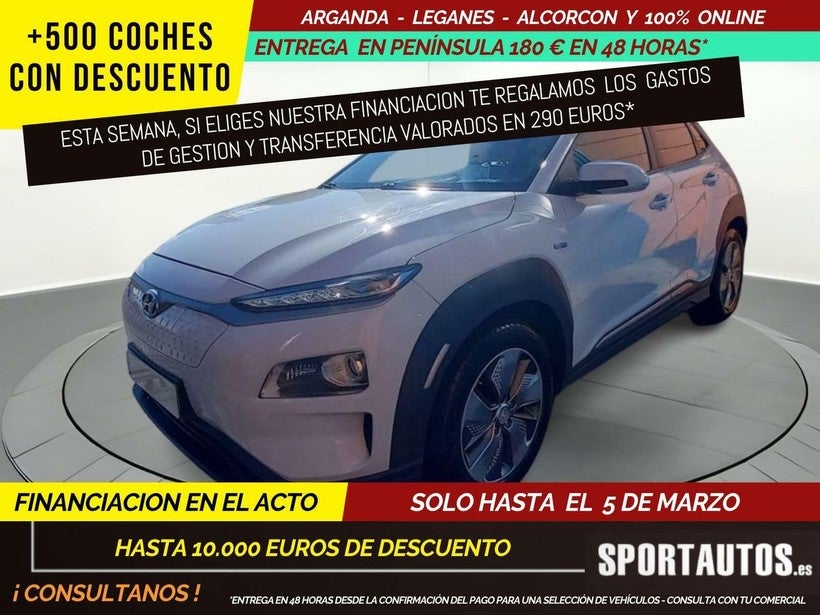 +500 COCHES
CON DESCUENTO
ARGANDA - LEGANES - ALCORCON Y 100% ONLINE
ENTREGA EN PENÍNSULA 180 € EN 48 HORAS*
ESTA SEMANA, SI ELIGES NUESTRA FINANCIACION TE REGALAMOS LOS GASTOS
DE GESTION Y TRANSFERENCIA VALORADOS EN 290 EUROS*
FINANCIACION EN EL ACTO
SOLO HASTA EL 5 DE MARZO
HASTA 10.000 EUROS DE DESCUENTO
SPORTAUTOS.es
¡ CONSULTANOS !
*ENTREGA EN 48 HORAS DESDE LA CONFIRMACIÓN DEL PAGO PARA UNA SELECCIÓN DE VEHÍCULOS - CONSULTA CON TU COMERCIAL